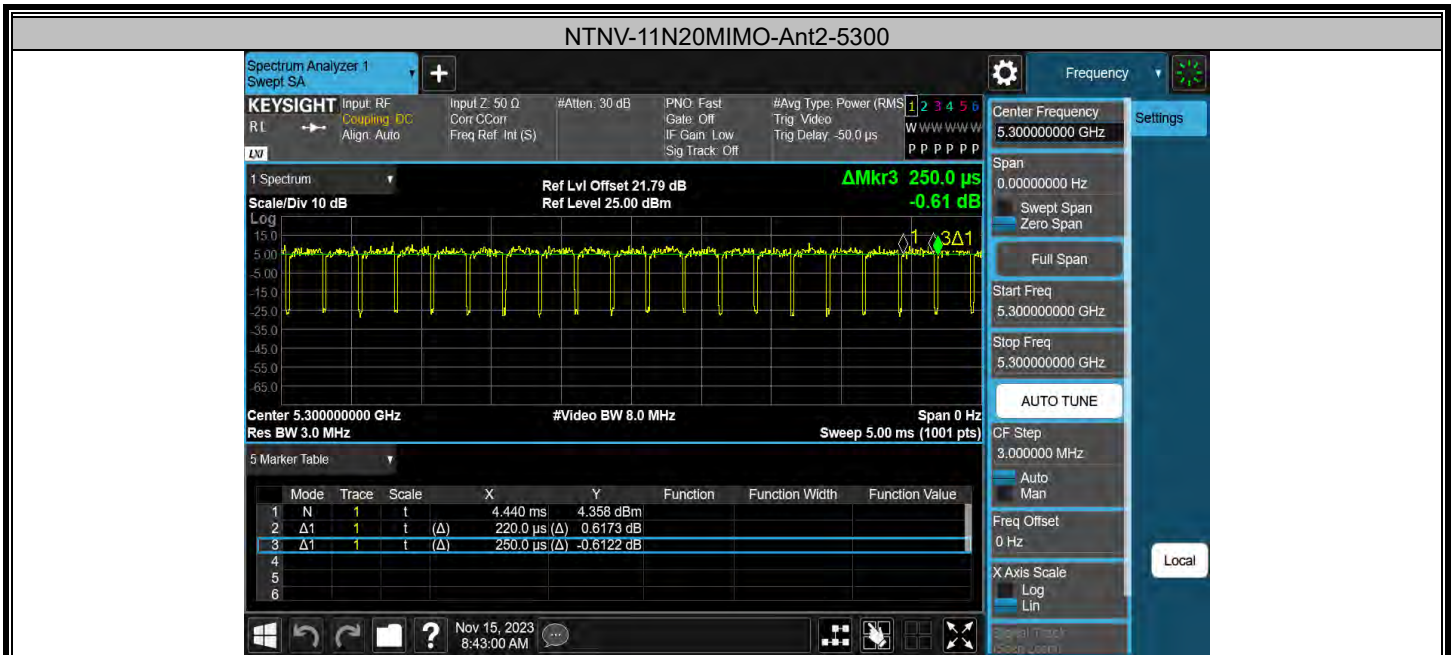 NTNV-11N20MIMO-Ant2-5300
Spectrum Analyzer 1
Swept SA
+
Frequency
KEYSIGHT Input: RF Input Z: 50 Ω #Atten: 30 dB PNO: Fast #Avg Type: Power (RMS 1 2 3 4 5 6
RL Coupling: DC Corr CCorr Gate: Off Trig: Video W W W W W W
Align: Auto Freq Ref: Int (S) IF Gain: Low Trig Delay: -50.0 µs P P P P P P
LXI Sig Track: Off
Center Frequency
5.300000000 GHz
Settings
Span
0.00000000 Hz
Swept Span
Zero Span
Full Span
Start Freq
5.300000000 GHz
Stop Freq
5.300000000 GHz
AUTO TUNE
CF Step
3.000000 MHz
Auto
Man
Freq Offset
0 Hz
X Axis Scale
Log
Lin
Signal Track
(Span Zoom)
Local
1 Spectrum
Scale/Div 10 dB
Ref Lvl Offset 21.79 dB
Ref Level 25.00 dBm
ΔMkr3 250.0 µs
-0.61 dB
Log
15.0
5.00
-5.00
-15.0
-25.0
-35.0
-45.0
-55.0
-65.0
1
3Δ1
Center 5.300000000 GHz #Video BW 8.0 MHz Span 0 Hz
Res BW 3.0 MHz Sweep 5.00 ms (1001 pts)
5 Marker Table
Mode Trace Scale X Y Function Function Width Function Value
1 N 1 t 4.440 ms 4.358 dBm
2 Δ1 1 t (Δ) 220.0 µs (Δ) 0.6173 dB
3 Δ1 1 t (Δ) 250.0 µs (Δ) -0.6122 dB
4
5
6
?
Nov 15, 2023
8:43:00 AM